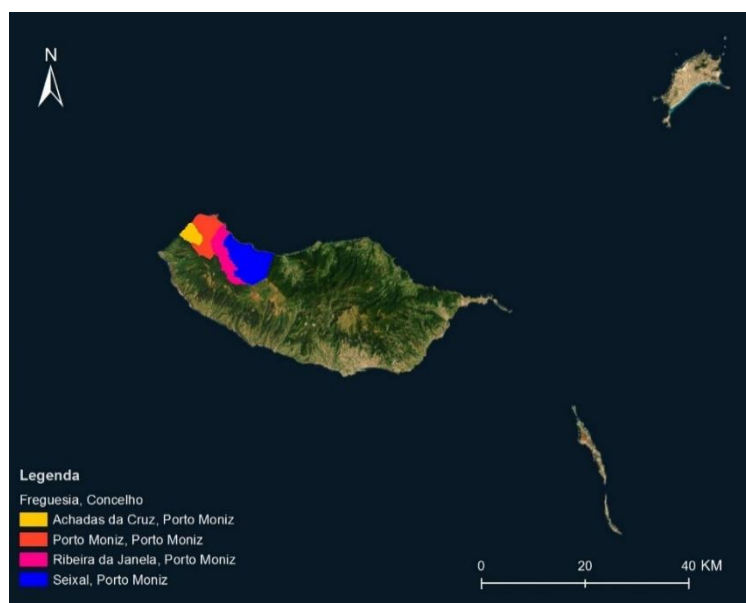 N
Legenda
Freguesia, Concelho
Achadas da Cruz, Porto Moniz
Porto Moniz, Porto Moniz
Ribeira da Janela, Porto Moniz
Seixal, Porto Moniz
0 20 40 KM